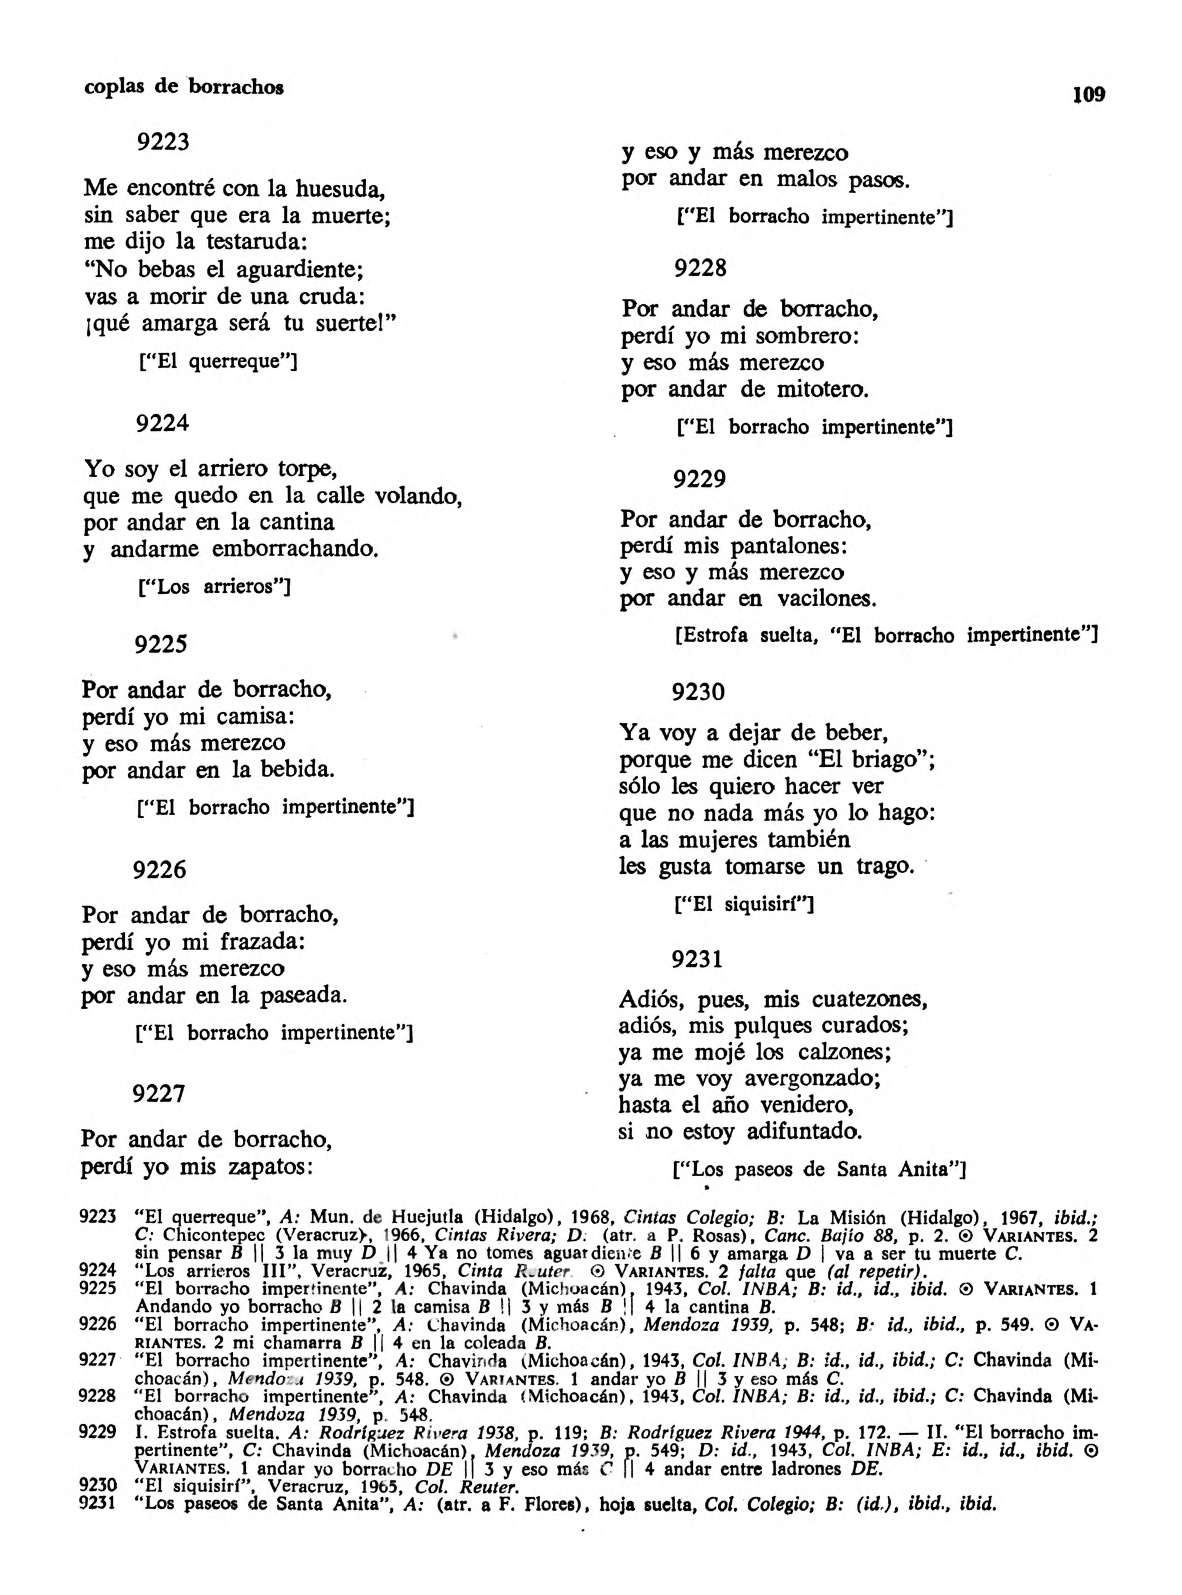 coplas de borrachos
109
9223
Me encontré con la huesuda,
sin saber que era la muerte;
me dijo la testaruda:
“No bebas el aguardiente;
vas a morir de una cruda:
¡qué amarga será tu suerte!”
[“El querreque”]
9224
Yo soy el arriero torpe,
que me quedo en la calle volando,
por andar en la cantina
y andarme emborrachando.
[“Los arrieros”]
9225
Por andar de borracho,
perdí yo mi camisa:
y eso más merezco
por andar en la bebida.
[“El borracho impertinente”]
9226
Por andar de borracho,
perdí yo mi frazada:
y eso más merezco
por andar en la paseada.
[“El borracho impertinente”]
9227
Por andar de borracho,
perdí yo mis zapatos:
y eso y más merezco
por andar en malos pasos.
[“El borracho impertinente”]
9228
Por andar de borracho,
perdí yo mi sombrero:
y eso más merezco
por andar de mitotero.
[“El borracho impertinente”]
9229
Por andar de borracho,
perdí mis pantalones:
y eso y más merezco
por andar en vacilones.
[Estrofa suelta, “El borracho impertinente”]
9230
Ya voy a dejar de beber,
porque me dicen “El briago”;
sólo les quiero hacer ver
que no nada más yo lo hago:
a las mujeres también
les gusta tomarse un trago.
[“El siquisirí”]
9231
Adiós, pues, mis cuatezones,
adiós, mis pulques curados;
ya me mojé los calzones;
ya me voy avergonzado;
hasta el año venidero,
si no estoy adifuntado.
[“Los paseos de Santa Anita”]
9223 “El querreque”, A: Mun. de Huejutla (Hidalgo), 1968, Cintas Colegio; B: La Misión (Hidalgo), 1967, ibid.;
C: Chicontepec (Veracruz), 1966, Cintas Rivera; D: (atr. a P. Rosas), Canc. Bajío 88, p. 2. ⊙ VARIANTES. 2
sin pensar B || 3 la muy D || 4 Ya no tomes aguardiente B || 6 y amarga D | va a ser tu muerte C.
9224 “Los arrieros III”, Veracruz, 1965, Cinta Reuter. ⊙ VARIANTES. 2 falta que (al repetir).
9225 “El borracho impertinente”, A: Chavinda (Michoacán), 1943, Col. INBA; B: id., id., ibid. ⊙ VARIANTES. 1
Andando yo borracho B || 2 la camisa B || 3 y más B || 4 la cantina B.
9226 “El borracho impertinente”, A: Chavinda (Michoacán), Mendoza 1939, p. 548; B: id., ibid., p. 549. ⊙ VA-
RIANTES. 2 mi chamarra B || 4 en la coleada B.
9227 “El borracho impertinente”, A: Chavinda (Michoacán), 1943, Col. INBA; B: id., id., ibid.; C: Chavinda (Mi-
choacán), Mendoza 1939, p. 548. ⊙ VARIANTES. 1 andar yo B || 3 y eso más C.
9228 “El borracho impertinente”, A: Chavinda (Michoacán), 1943, Col. INBA; B: id., id., ibid.; C: Chavinda (Mi-
choacán), Mendoza 1939, p. 548.
9229 I. Estrofa suelta. A: Rodríguez Rivera 1938, p. 119; B: Rodríguez Rivera 1944, p. 172. — II. “El borracho im-
pertinente”, C: Chavinda (Michoacán), Mendoza 1939, p. 549; D: id., 1943, Col. INBA; E: id., id., ibid. ⊙
VARIANTES. 1 andar yo borracho DE || 3 y eso más C || 4 andar entre ladrones DE.
9230 “El siquisirí”, Veracruz, 1965, Col. Reuter.
9231 “Los paseos de Santa Anita”, A: (atr. a F. Flores), hoja suelta, Col. Colegio; B: (id.), ibid., ibid.